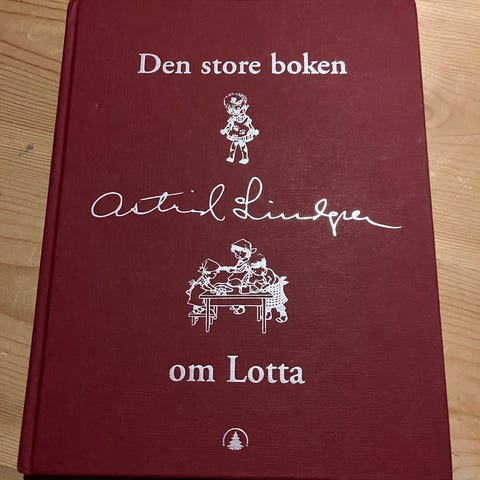 Den store boken
Astrid Lindgren
om Lotta